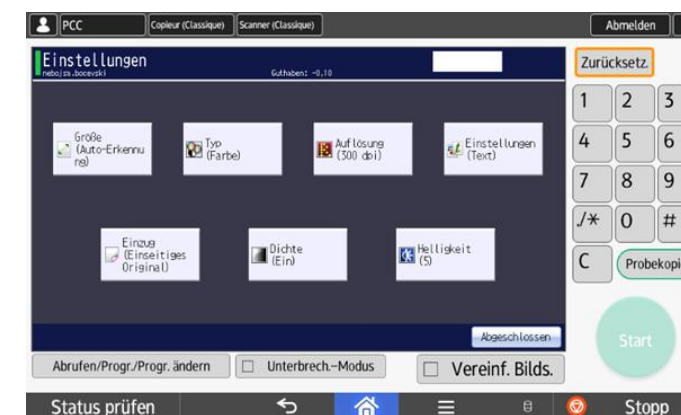 PCC
Copieur (Classique)
Scanner (Classique)
Abmelden
Einstellungen
nebojsa.bocevski
Guthaben: -0,10
Zurücksetz.
1 2 3
Größe
(Auto-Erkennu
ng)
Typ
(Farbe)
Auflösung
(300 dpi)
Einstellungen
(Text)
4 5 6
7 8 9
Einzug
(Einseitiges
Original)
Dichte
(Ein)
Helligkeit
(5)
./* 0 #
C
Probekopi
Start
Abgeschlossen
Abrufen/Progr./Progr. ändern
Unterbrech.-Modus
Vereinf. Bilds.
Status prüfen
Stopp